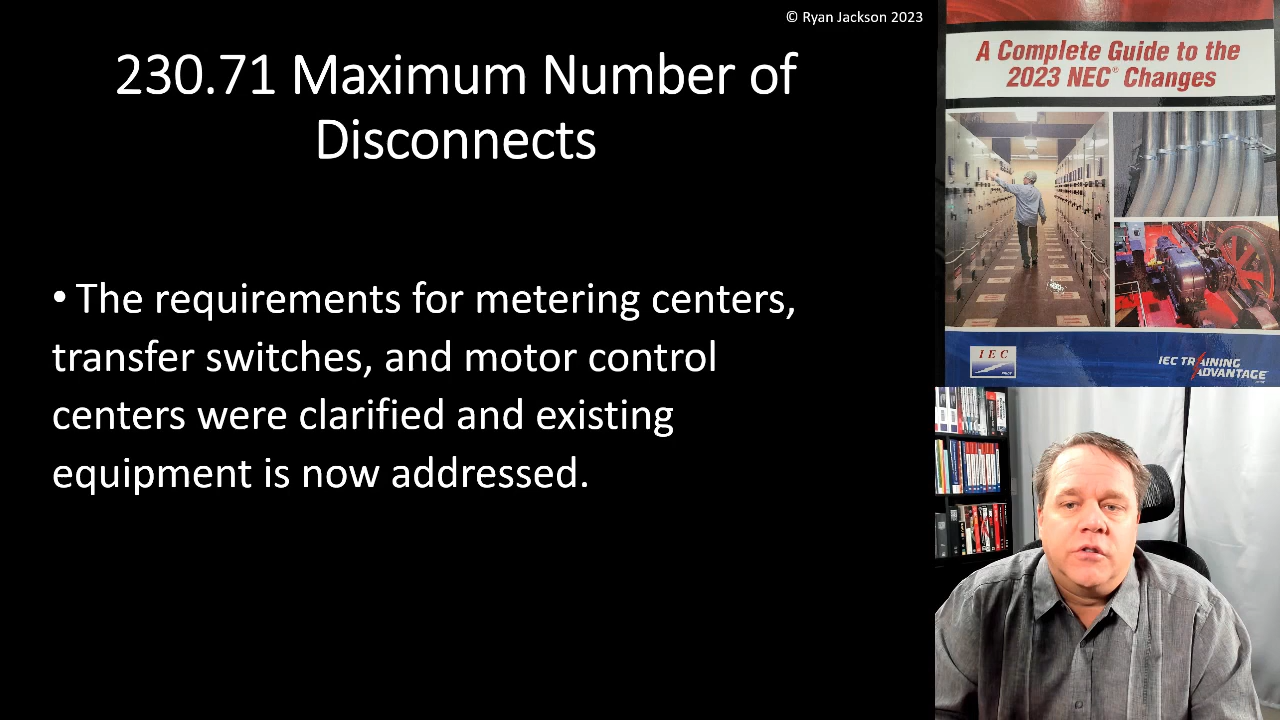 © Ryan Jackson 2023
230.71 Maximum Number of
Disconnects
• The requirements for metering centers,
transfer switches, and motor control
centers were clarified and existing
equipment is now addressed.
A Complete Guide to the
2023 NEC® Changes
IEC
IEC TRAINING
ADVANTAGE